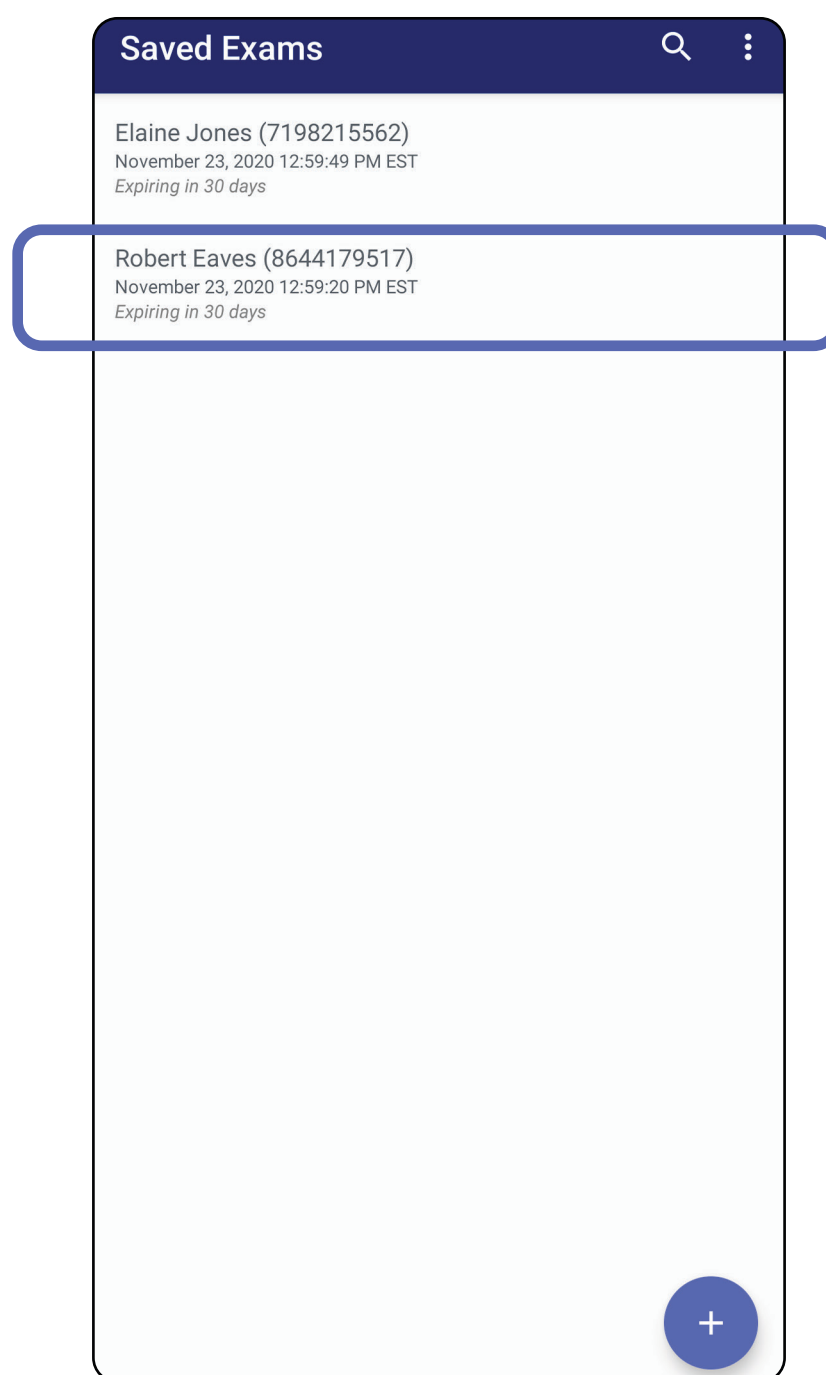 Saved Exams
Elaine Jones (7198215562)
November 23, 2020 12:59:49 PM EST
Expiring in 30 days
Robert Eaves (8644179517)
November 23, 2020 12:59:20 PM EST
Expiring in 30 days
+